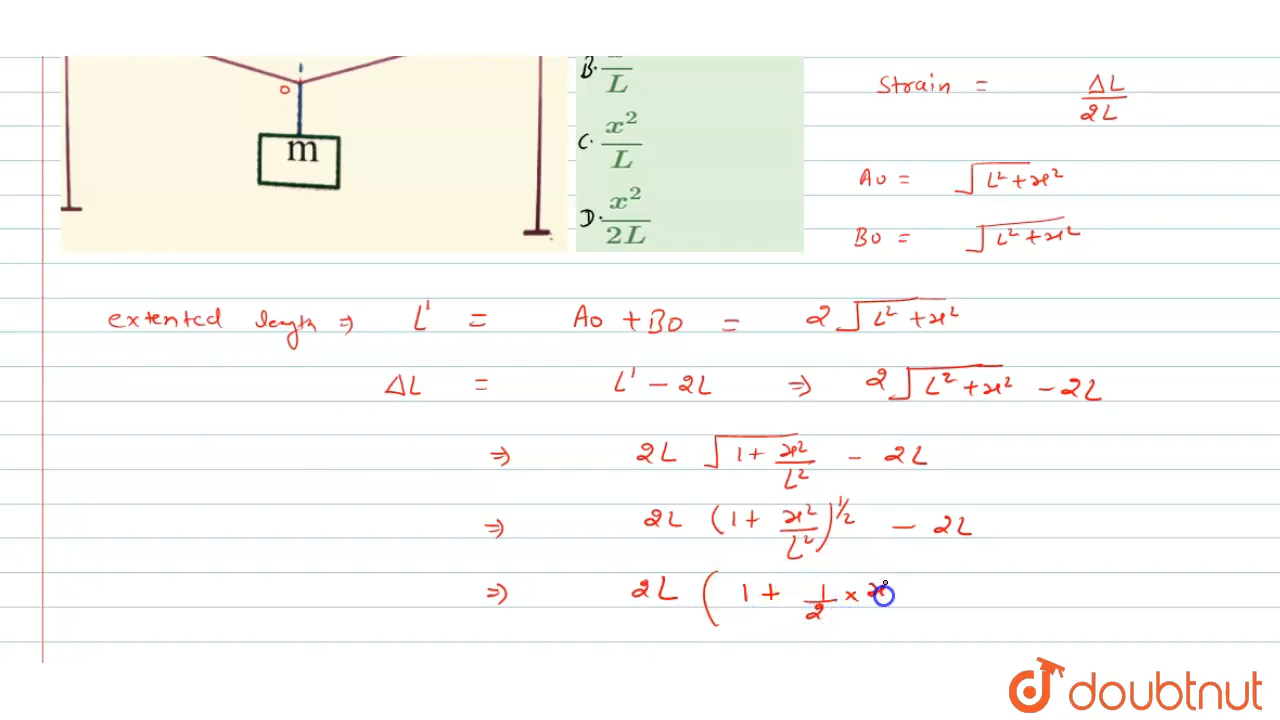 B. x/L
Strain = ΔL/2L
O
m
C. x²/L
AO = √L²+x²
D. x²/2L
BO = √L²+x²
extented length ⇒ L' = AO + BO = 2√L²+x²
ΔL = L' − 2L ⇒ 2√L²+x² − 2L
⇒ 2L √1+x²/L² − 2L
⇒ 2L (1+ x²/L²)^1/2 − 2L
⇒ 2L ( 1+ 1/2 × x
doubtnut